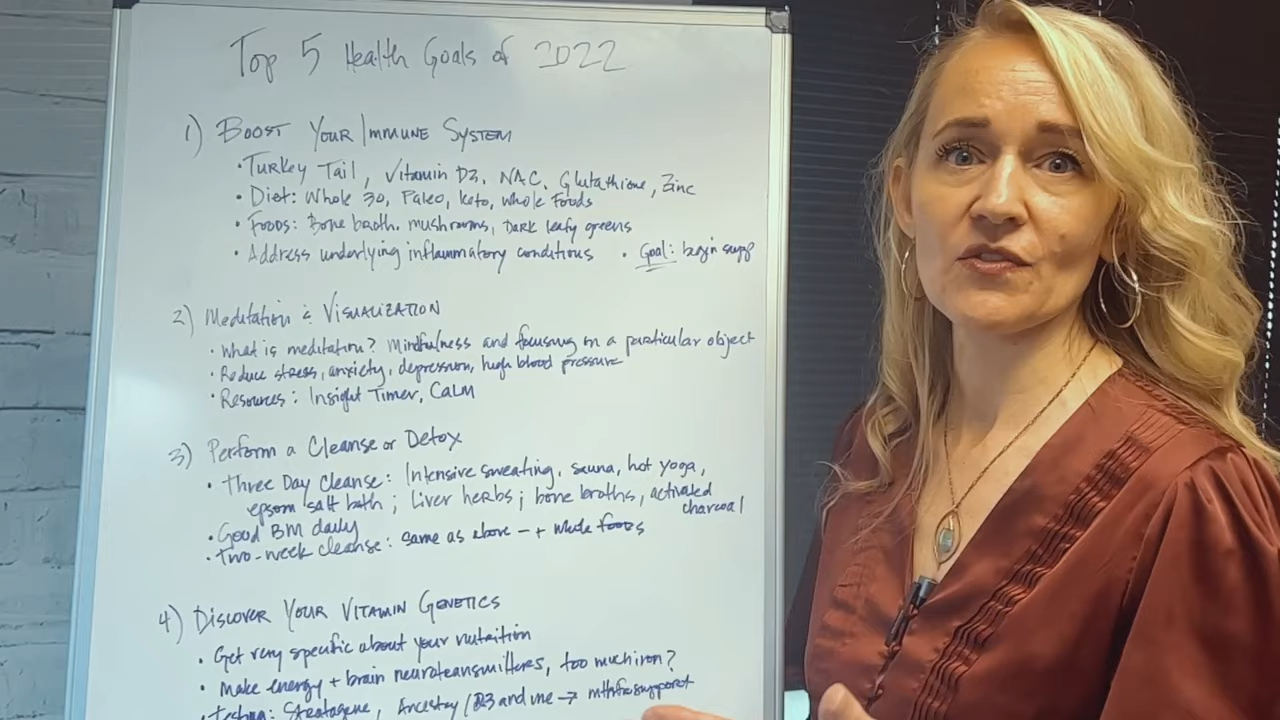 Top 5 Health Goals of 2022
1) Boost Your Immune System
• Turkey Tail, Vitamin D3, NAC, Glutathione, Zinc
• Diet: Whole 30, Paleo, keto, whole foods
• Foods: Bone broth, mushrooms, Dark leafy greens
• Address underlying inflammatory conditions • Goal: begin supp
2) Meditation & Visualization
• What is meditation? Mindfulness and focusing on a particular object
• Reduce stress, anxiety, depression, high blood pressure
• Resources: Insight Timer, Calm
3) Perform a Cleanse or Detox
• Three Day Cleanse: Intensive sweating, sauna, hot yoga,
epsom salt bath; Liver herbs; bone broths, activated
charcoal
• Good BM daily
• Two-week cleanse: same as above – + whole foods
4) Discover Your Vitamin Genetics
• Get very specific about your nutrition
• Make energy + brain neurotransmitters, too much iron?
• Testing: Stratagene, Ancestry / 23 and me → mthfrsupport